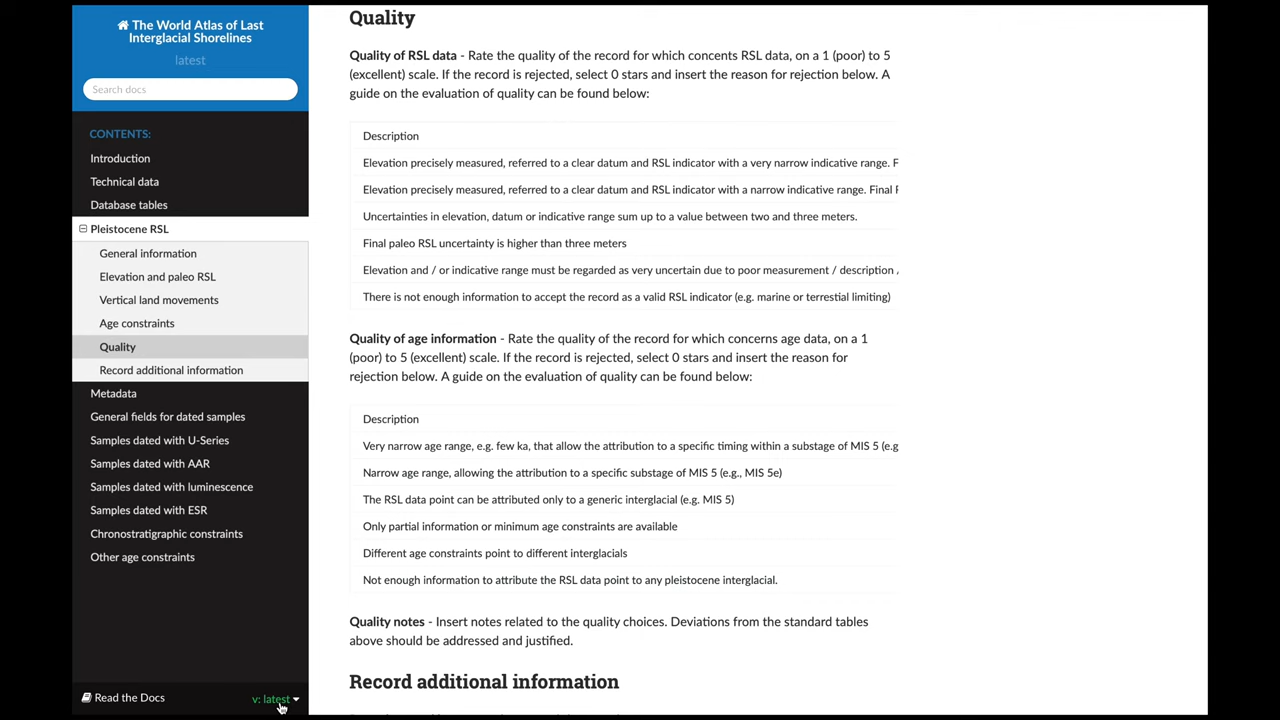 The World Atlas of Last
Interglacial Shorelines
latest
Search docs
CONTENTS:
Introduction
Technical data
Database tables
Pleistocene RSL
General information
Elevation and paleo RSL
Vertical land movements
Age constraints
Quality
Record additional information
Metadata
General fields for dated samples
Samples dated with U-Series
Samples dated with AAR
Samples dated with luminescence
Samples dated with ESR
Chronostratigraphic constraints
Other age constraints
Read the Docs
v: latest
Quality
Quality of RSL data - Rate the quality of the record for which concents RSL data, on a 1 (poor) to 5
(excellent) scale. If the record is rejected, select 0 stars and insert the reason for rejection below. A
guide on the evaluation of quality can be found below:
Description
Elevation precisely measured, referred to a clear datum and RSL indicator with a very narrow indicative range. F
Elevation precisely measured, referred to a clear datum and RSL indicator with a narrow indicative range. Final
Uncertainties in elevation, datum or indicative range sum up to a value between two and three meters.
Final paleo RSL uncertainty is higher than three meters
Elevation and / or indicative range must be regarded as very uncertain due to poor measurement / description
There is not enough information to accept the record as a valid RSL indicator (e.g. marine or terrestial limiting)
Quality of age information - Rate the quality of the record for which concerns age data, on a 1
(poor) to 5 (excellent) scale. If the record is rejected, select 0 stars and insert the reason for
rejection below. A guide on the evaluation of quality can be found below:
Description
Very narrow age range, e.g. few ka, that allow the attribution to a specific timing within a substage of MIS 5 (e.g
Narrow age range, allowing the attribution to a specific substage of MIS 5 (e.g., MIS 5e)
The RSL data point can be attributed only to a generic interglacial (e.g. MIS 5)
Only partial information or minimum age constraints are available
Different age constraints point to different interglacials
Not enough information to attribute the RSL data point to any pleistocene interglacial.
Quality notes - Insert notes related to the quality choices. Deviations from the standard tables
above should be addressed and justified.
Record additional information